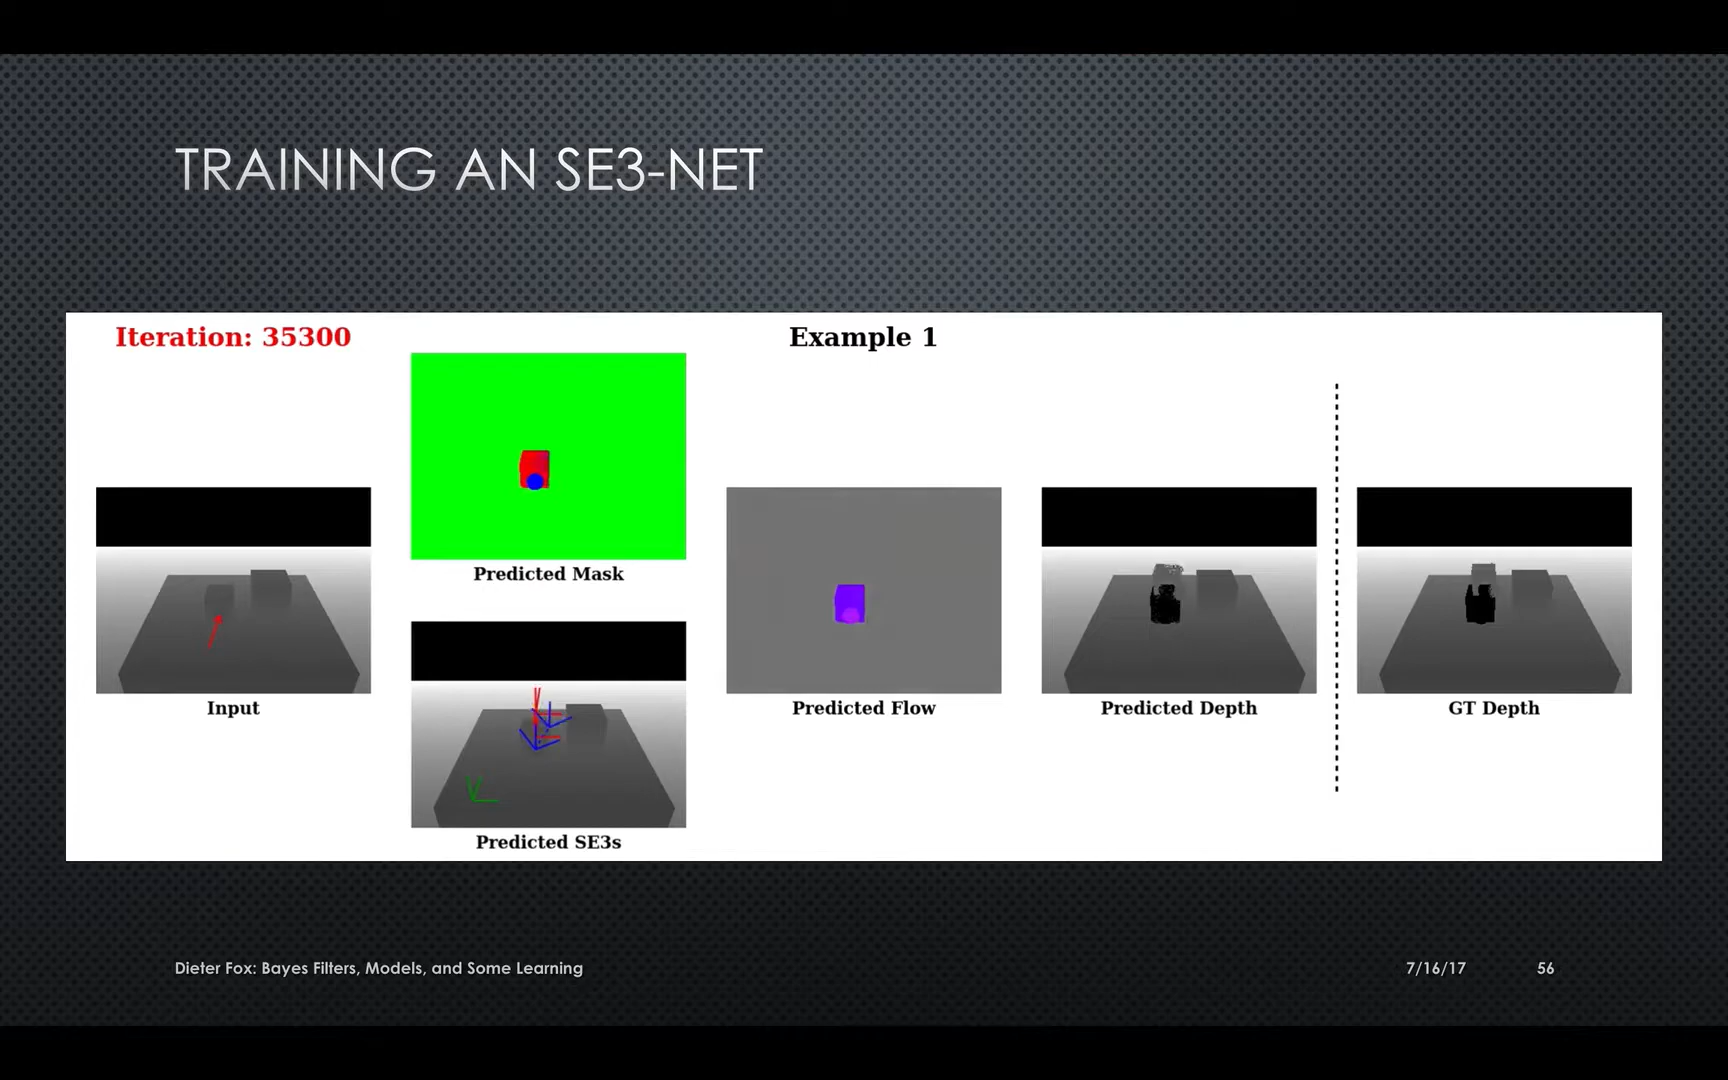 TRAINING AN SE3-NET
Iteration: 35300
Example 1
Predicted Mask
Input
Predicted Flow
Predicted Depth
GT Depth
Predicted SE3s
Dieter Fox: Bayes Filters, Models, and Some Learning
7/16/17
56